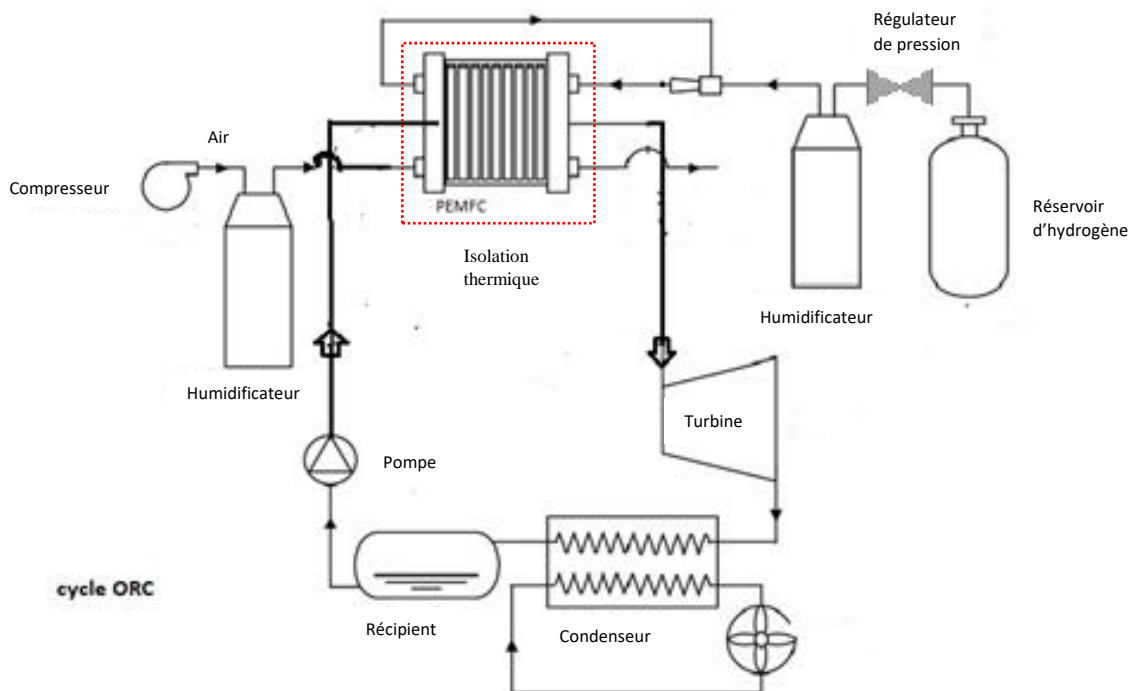 Régulateur
de pression
Air
Compresseur
PEMFC
Réservoir
d'hydrogène
Isolation
thermique
Humidificateur
Humidificateur
Turbine
Pompe
cycle ORC
Récipient
Condenseur